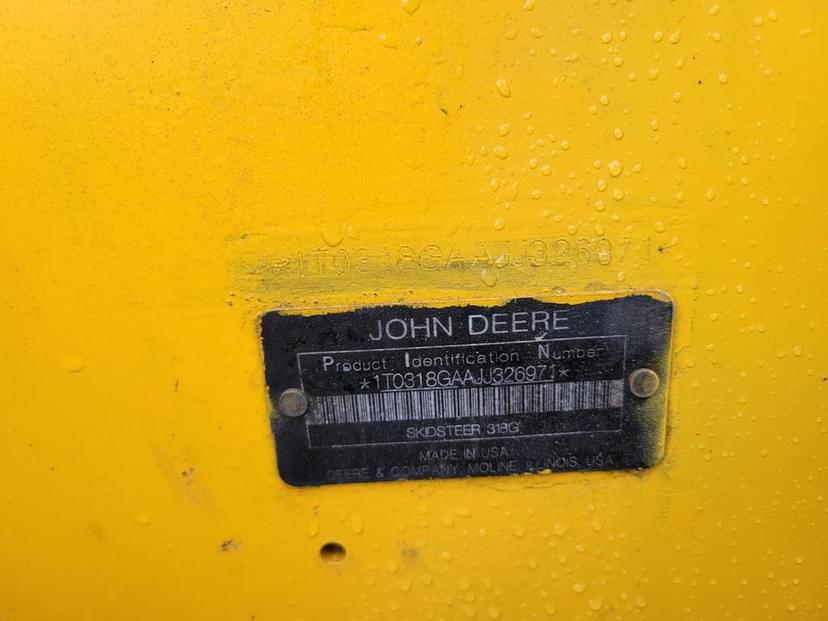 *1T0318GAAJJ326971*
JOHN DEERE
Product Identification Number
*1T0318GAAJJ326971*
SKIDSTEER 318G
MADE IN USA
DEERE & COMPANY MOLINE, ILLINOIS, USA